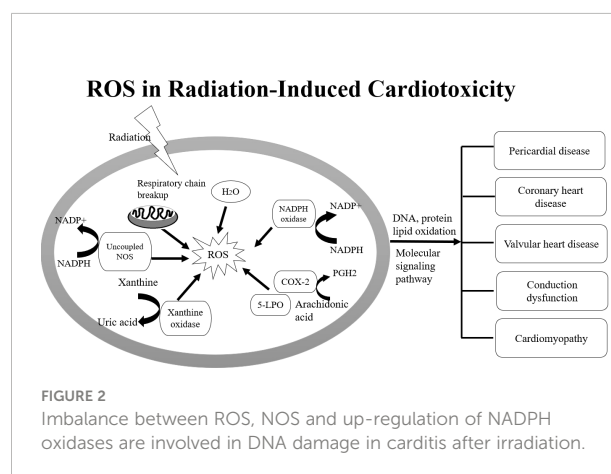 ROS in Radiation-Induced Cardiotoxicity
Radiation
Respiratory chain
breakup
H2O
NADPH
oxidase
NADP+
NADPH
NADP+
NADPH
Uncoupled
NOS
ROS
Xanthine
Uric acid
Xanthine
oxidase
COX-2
5-LPO
PGH2
Arachidonic
acid
DNA, protein
lipid oxidation
Molecular
signaling
pathway
Pericardial disease
Coronary heart
disease
Valvular heart disease
Conduction
dysfunction
Cardiomyopathy
FIGURE 2
Imbalance between ROS, NOS and up-regulation of NADPH
oxidases are involved in DNA damage in carditis after irradiation.